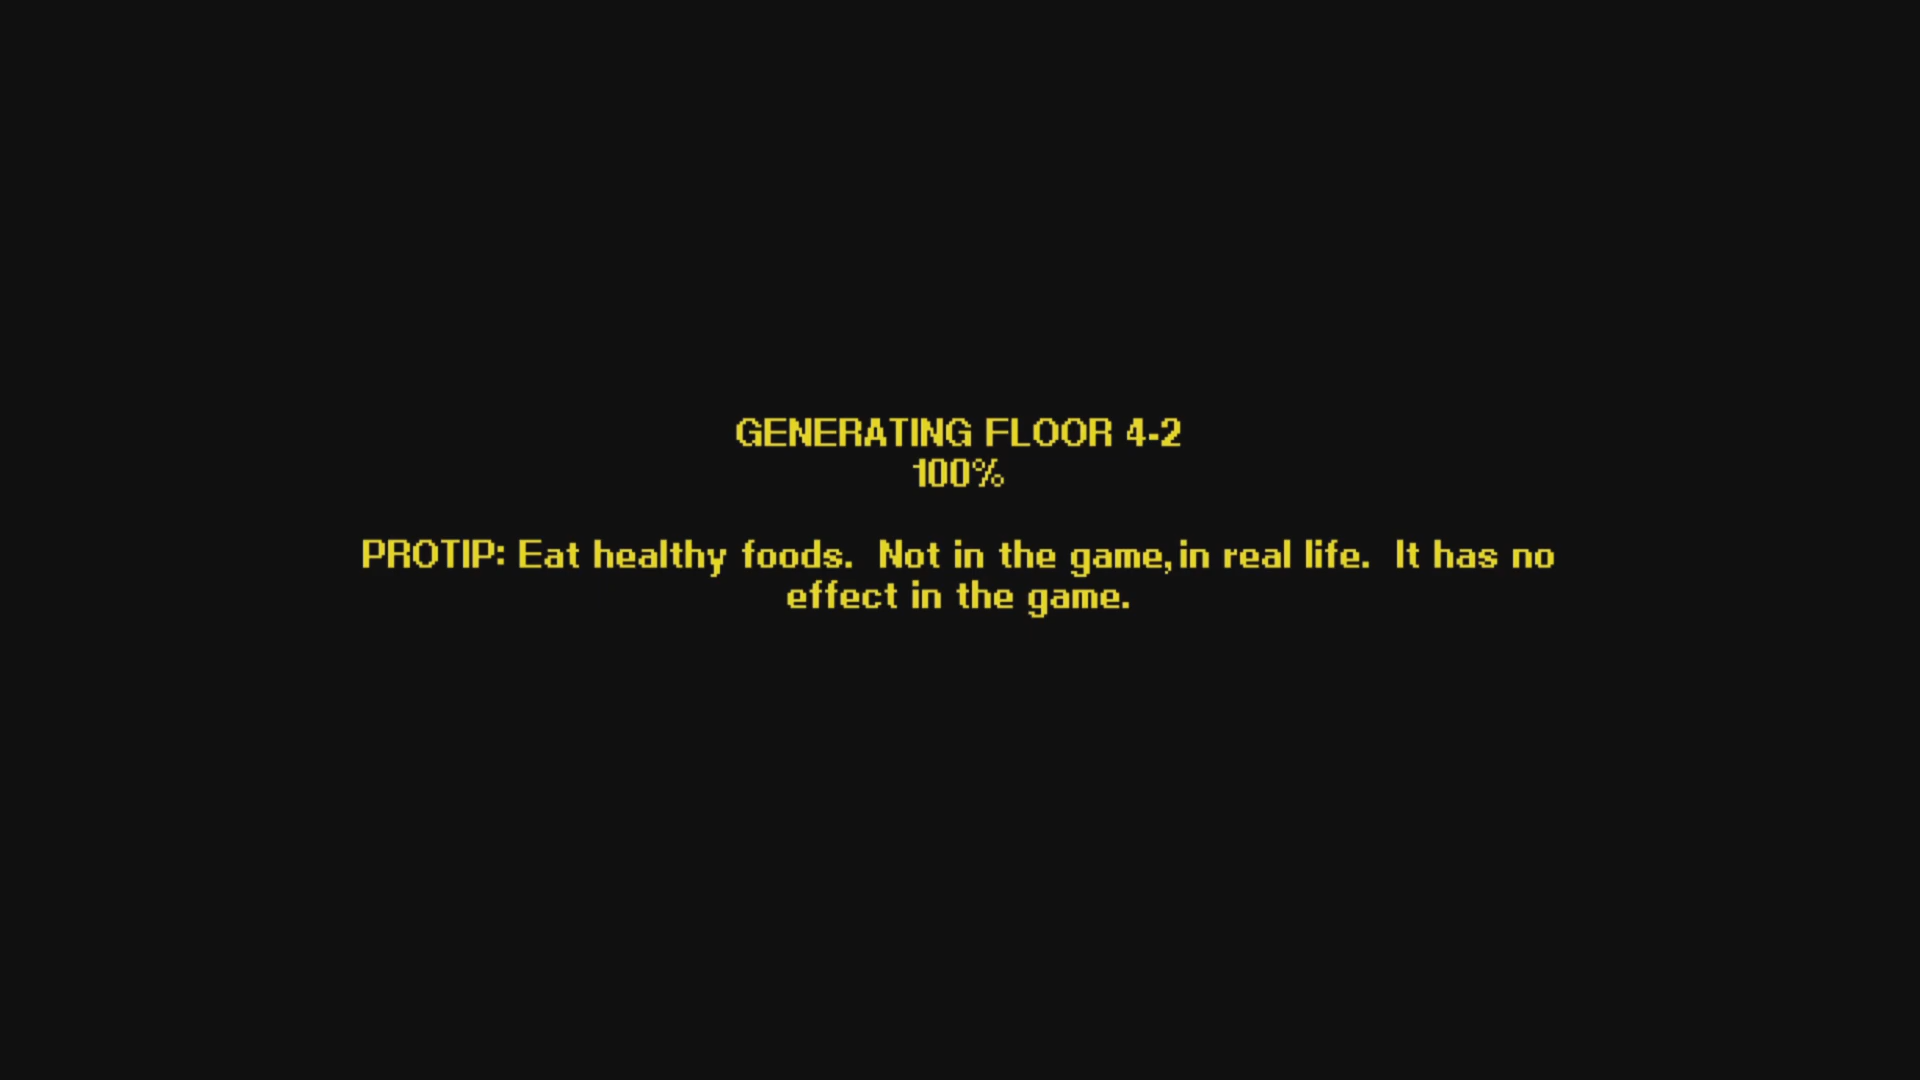 GENERATING FLOOR 4-2
100%
PROTIP: Eat healthy foods.  Not in the game, in real life.  It has no
effect in the game.